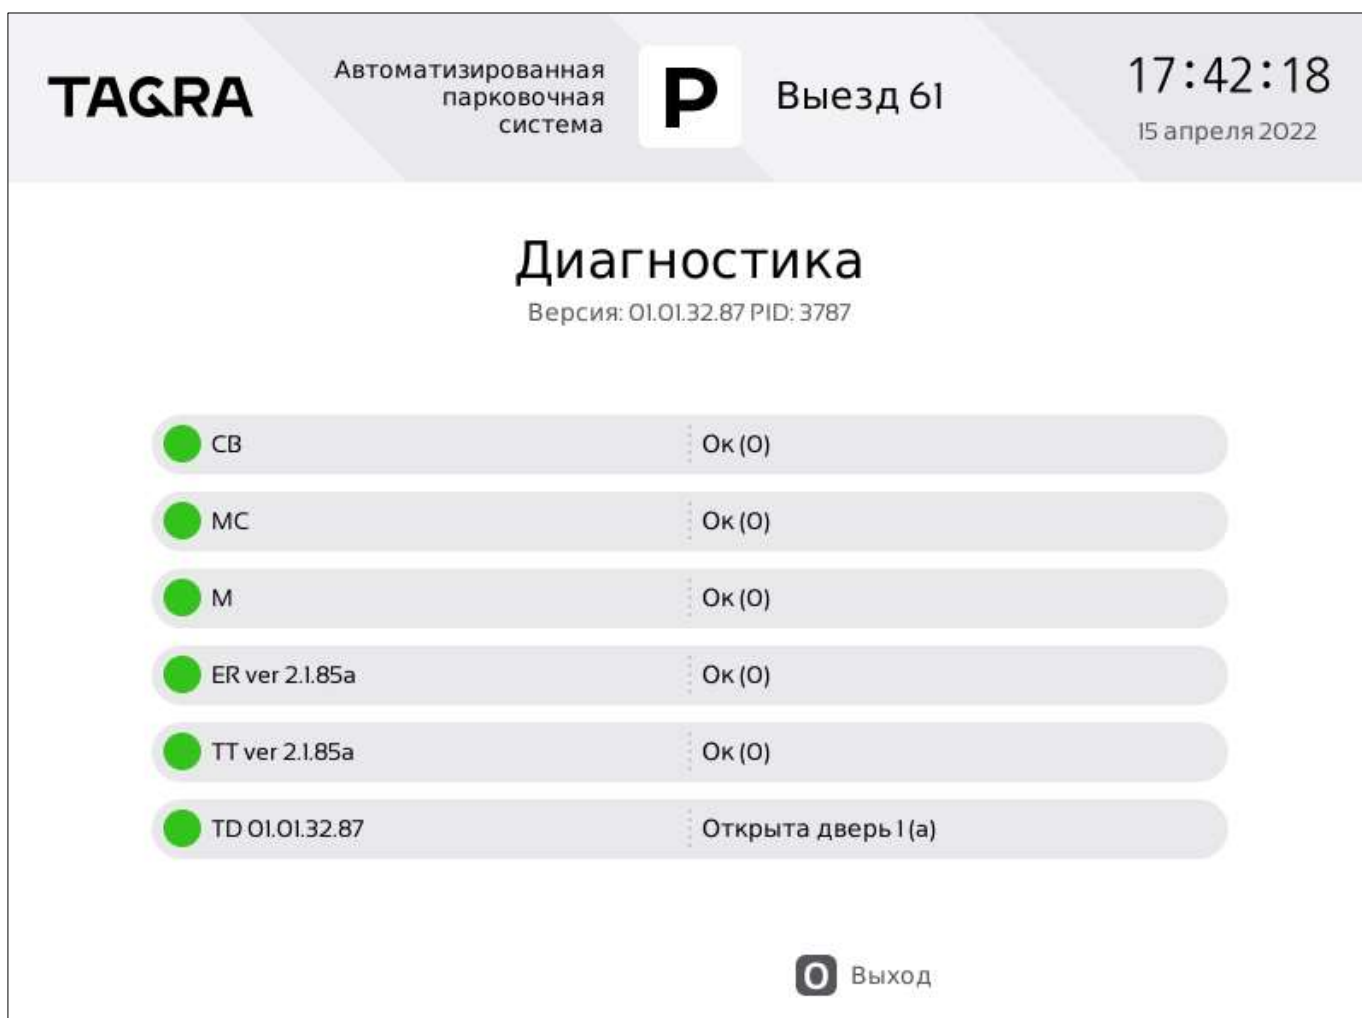 TAGRA
Автоматизированная
парковочная
система
P
Выезд 61
17:42:18
15 апреля 2022
Диагностика
Версия: 01.01.32.87 PID: 3787
CB
Ок (0)
MC
Ок (0)
M
Ок (0)
ER ver 2.1.85a
Ок (0)
TT ver 2.1.85a
Ок (0)
TD 01.01.32.87
Открыта дверь 1 (a)
0 Выход